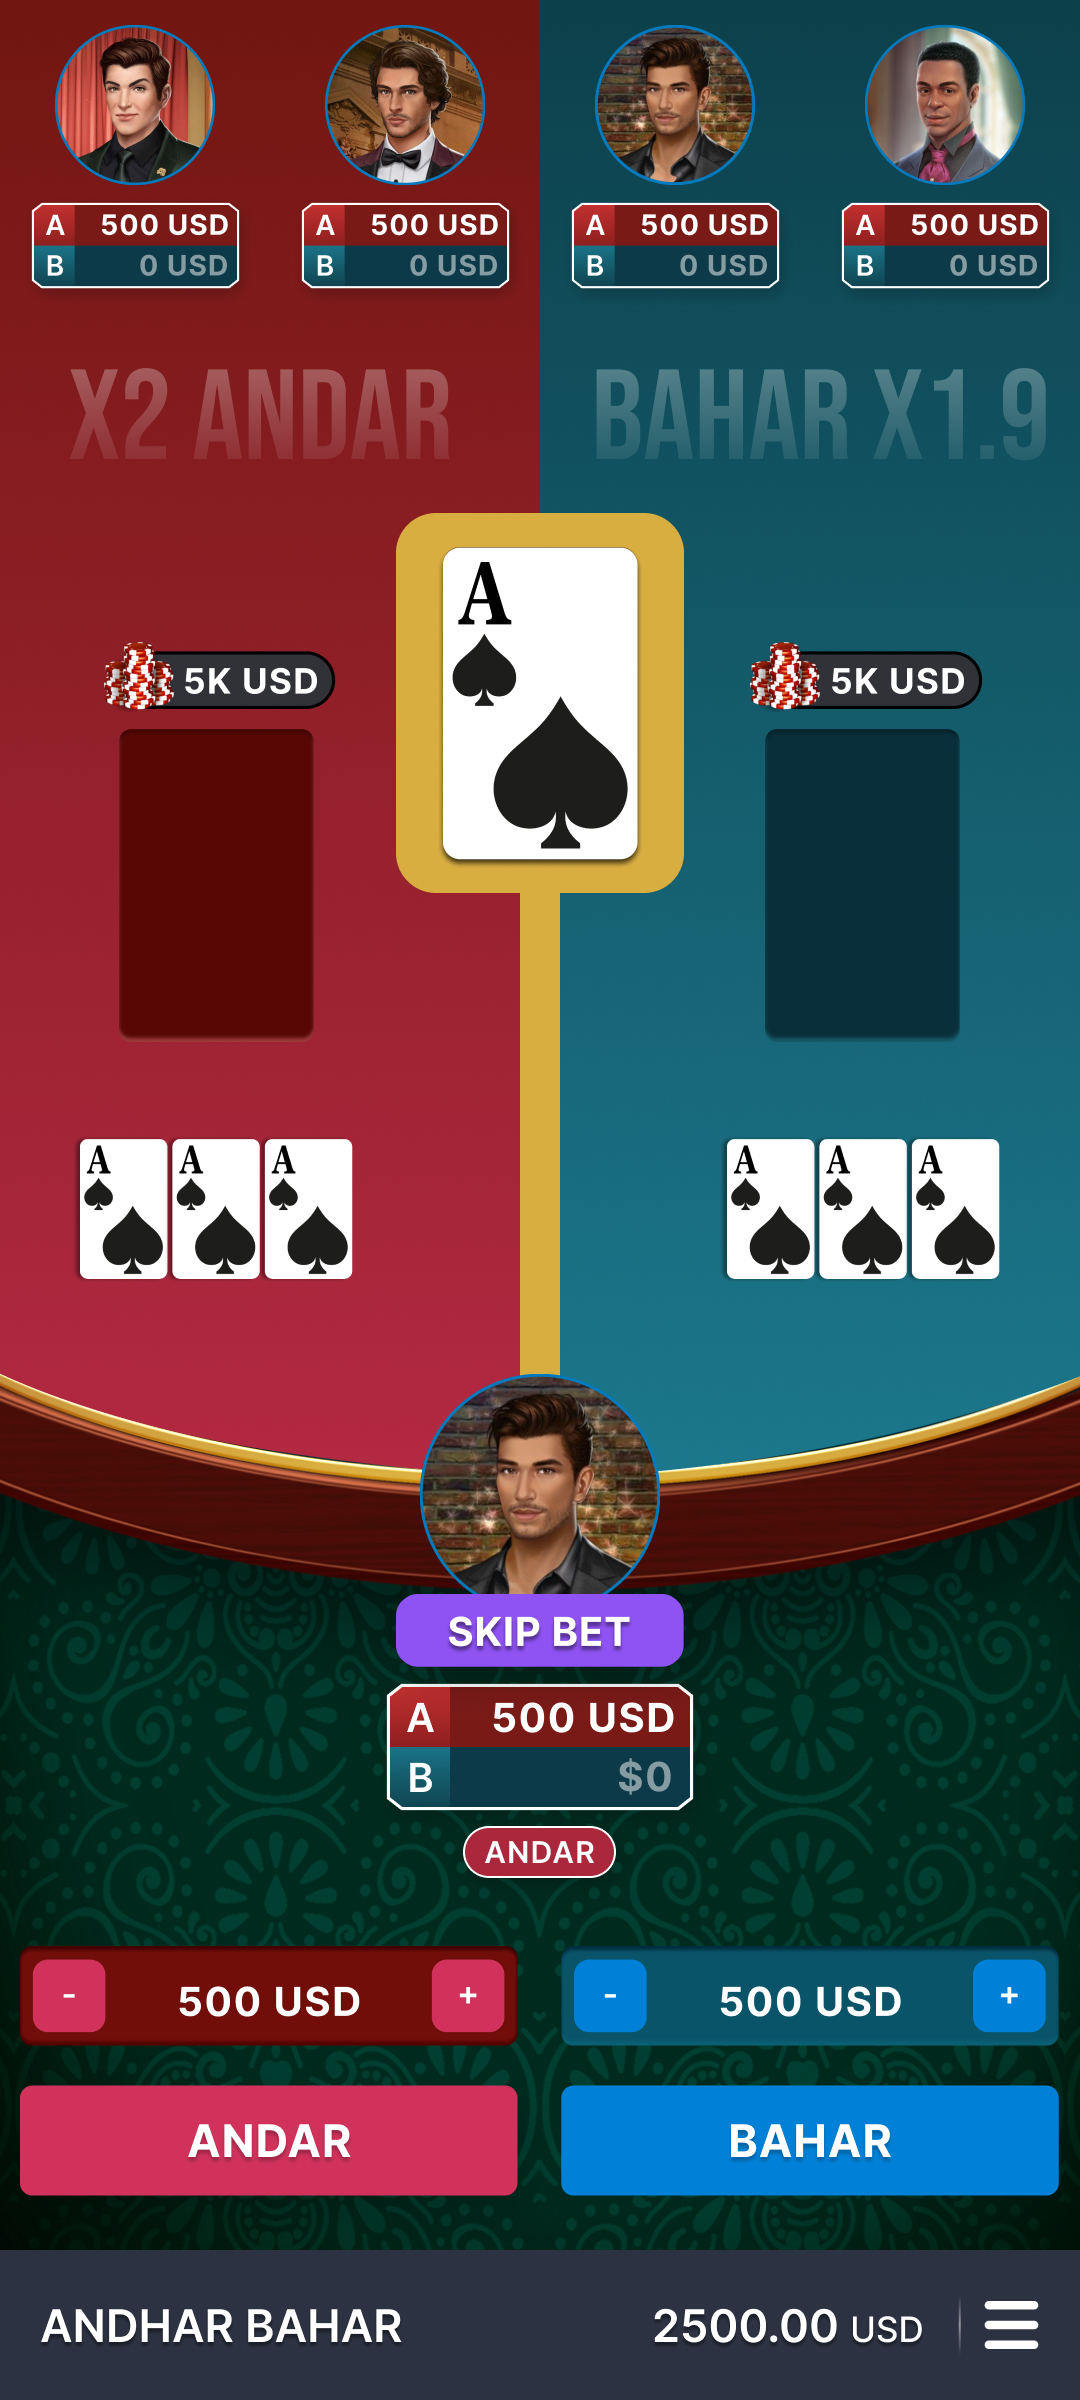 A 500 USD
B 0 USD
A 500 USD
B 0 USD
A 500 USD
B 0 USD
A 500 USD
B 0 USD
X2 ANDAR
BAHAR X1.9
A
5K USD
5K USD
A A A
A A A
SKIP BET
A 500 USD
B $0
ANDAR
- 500 USD +
- 500 USD +
ANDAR
BAHAR
ANDHAR BAHAR
2500.00 USD